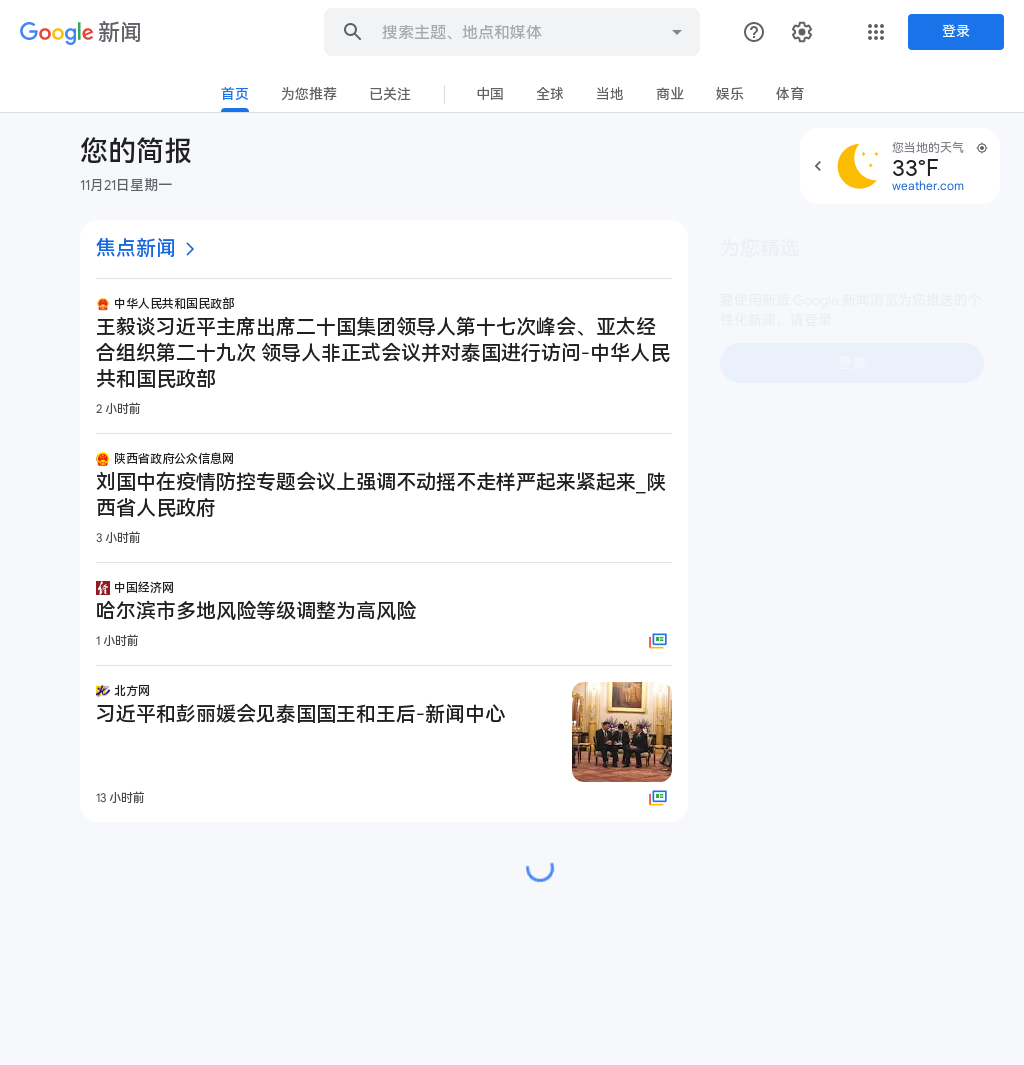 Google 新闻
搜索主题、地点和媒体
登录
首页 为您推荐 已关注 中国 全球 当地 商业 娱乐 体育
您的简报
11月21日星期一
您当地的天气
33°F
weather.com
焦点新闻
中华人民共和国民政部
王毅谈习近平主席出席二十国集团领导人第十七次峰会、亚太经
合组织第二十九次 领导人非正式会议并对泰国进行访问-中华人民
共和国民政部
2 小时前
陕西省政府公众信息网
刘国中在疫情防控专题会议上强调不动摇不走样严起来紧起来_陕
西省人民政府
3 小时前
中国经济网
哈尔滨市多地风险等级调整为高风险
1 小时前
北方网
习近平和彭丽媛会见泰国国王和王后-新闻中心
13 小时前
为您精选
要使用新版 Google 新闻浏览为您推送的个
性化新闻，请登录
登录